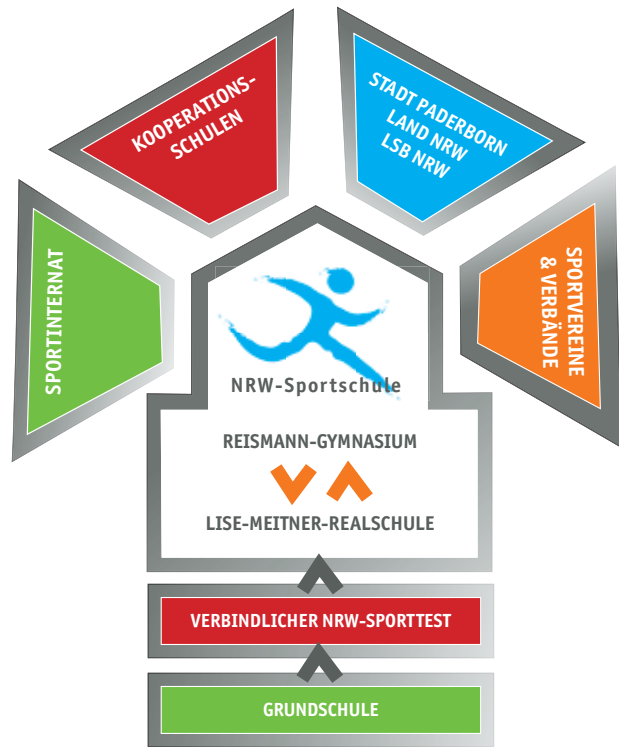 KOOPERATIONS-
SCHULEN
STADT PADERBORN
LAND NRW
LSB NRW
SPORTINTERNAT
SPORTVEREINE
& VERBÄNDE
NRW-Sportschule
REISMANN-GYMNASIUM
LISE-MEITNER-REALSCHULE
VERBINDLICHER NRW-SPORTTEST
GRUNDSCHULE